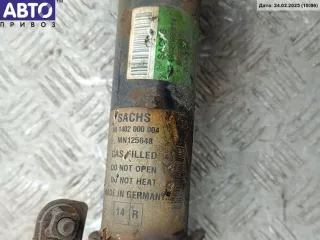 АВТО
ПРИВОЗ
Дата: 24.02.2025
SACHS
1402 000 004
MN125648
GAS FILLED
DO NOT OPEN
DO NOT HEAT
MADE IN GERMANY
14 R